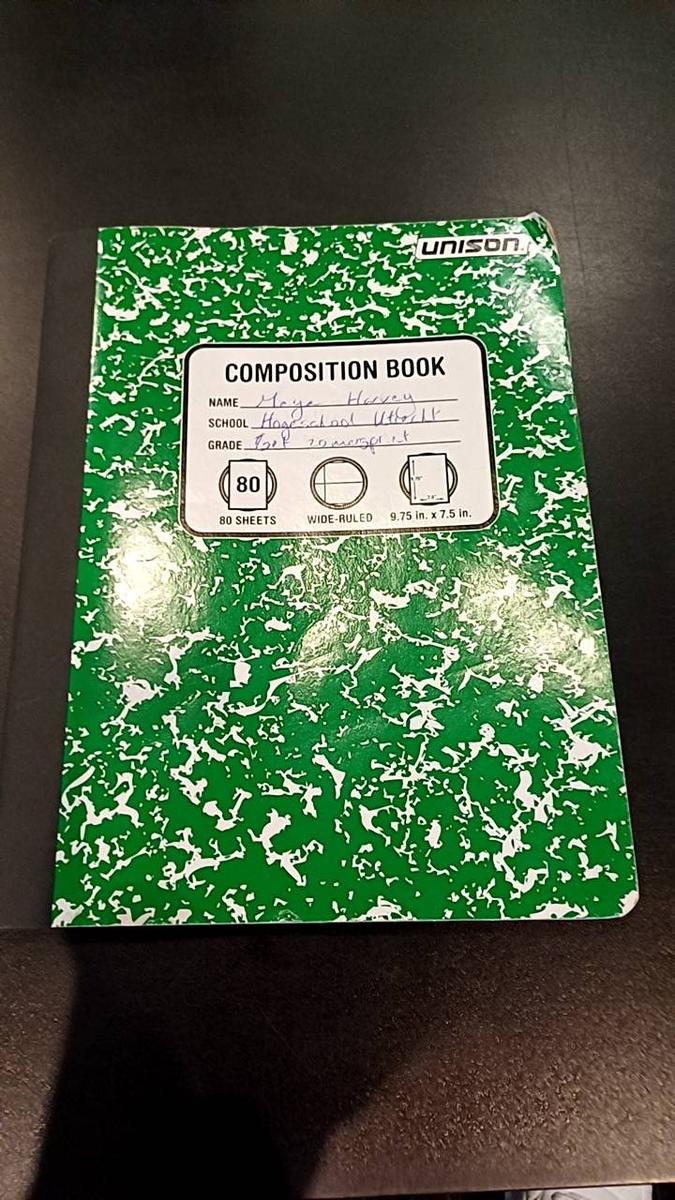 unison
COMPOSITION BOOK
NAME Maya Harvey
SCHOOL Hogeschool Utrecht
GRADE
80
80 SHEETS WIDE-RULED 9.75 in. x 7.5 in.